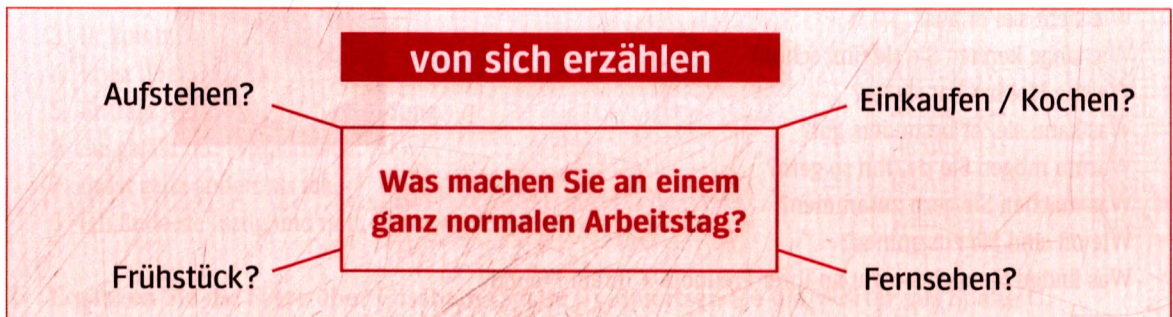 von sich erzählen
Aufstehen?
Einkaufen / Kochen?
Was machen Sie an einem
ganz normalen Arbeitstag?
Frühstück?
Fernsehen?